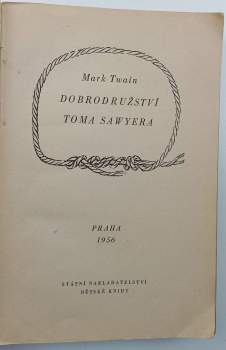 Mark Twain
DOBRODRUŽSTVÍ
TOMA SAWYERA
PRAHA
1956
STÁTNÍ NAKLADATELSTVÍ
DĚTSKÉ KNIHY